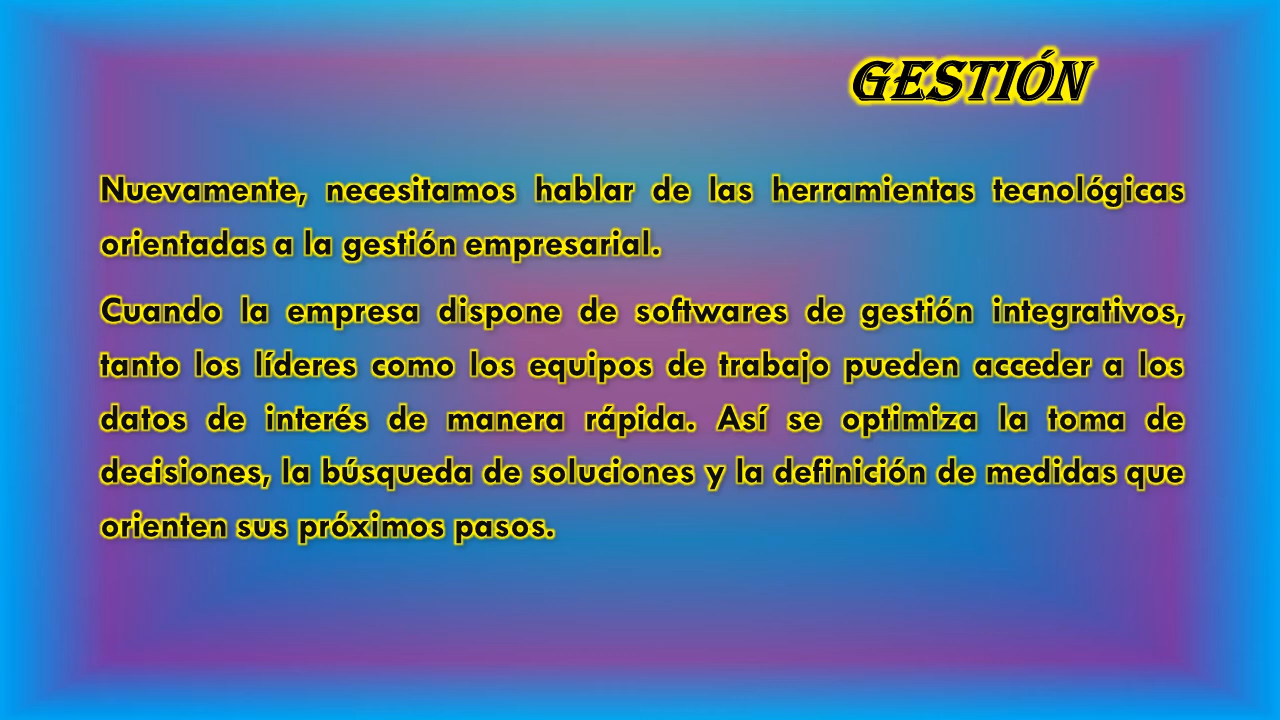 GESTIÓN
Nuevamente, necesitamos hablar de las herramientas tecnológicas
orientadas a la gestión empresarial.
Cuando la empresa dispone de softwares de gestión integrativos,
tanto los líderes como los equipos de trabajo pueden acceder a los
datos de interés de manera rápida. Así se optimiza la toma de
decisiones, la búsqueda de soluciones y la definición de medidas que
orienten sus próximos pasos.